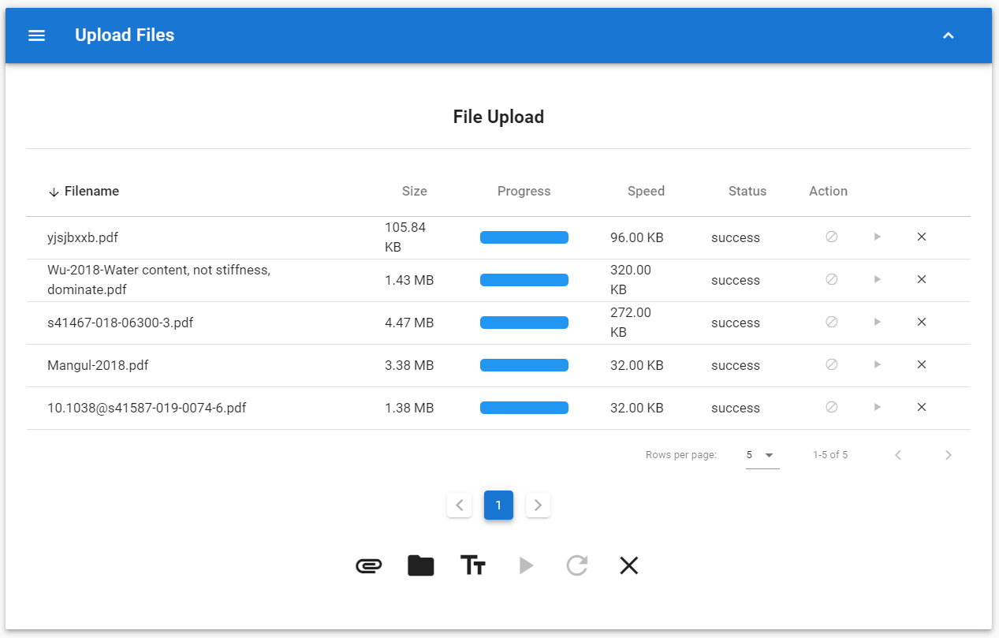 Upload Files
File Upload
Filename Size Progress Speed Status Action
yjsjbxxb.pdf 105.84 KB 96.00 KB success
Wu-2018-Water content, not stiffness, dominate.pdf 1.43 MB 320.00 KB success
s41467-018-06300-3.pdf 4.47 MB 272.00 KB success
Mangul-2018.pdf 3.38 MB 32.00 KB success
10.1038@s41587-019-0074-6.pdf 1.38 MB 32.00 KB success
Rows per page: 5 1-5 of 5
1